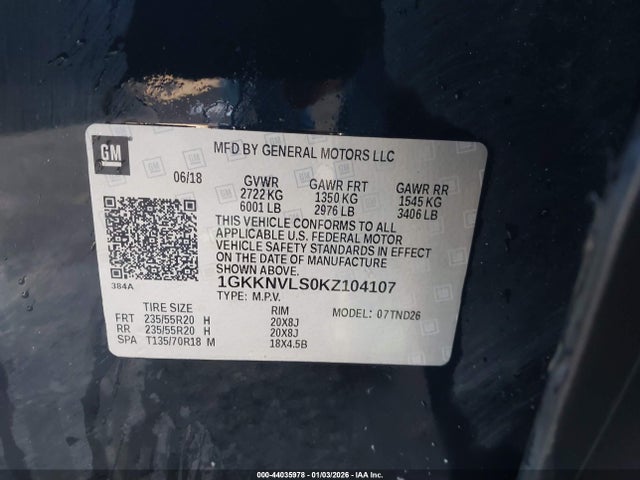 GM
MFD BY GENERAL MOTORS LLC
06/18
GVWR GAWR FRT GAWR RR
2722 KG 1350 KG 1545 KG
6001 LB 2976 LB 3406 LB
THIS VEHICLE CONFORMS TO ALL
APPLICABLE U.S. FEDERAL MOTOR
VEHICLE SAFETY STANDARDS IN EFFECT
ON THE DATE OF MANUFACTURE
SHOWN ABOVE.
1GKKNVLS0KZ104107
TYPE: M.P.V.
384A
TIRE SIZE RIM MODEL: 07TND26
FRT 235/55R20 H 20X8J
RR 235/55R20 H 20X8J
SPA T135/70R18 M 18X4.5B
000-44035978 - 01/03/2026 - IAA Inc.